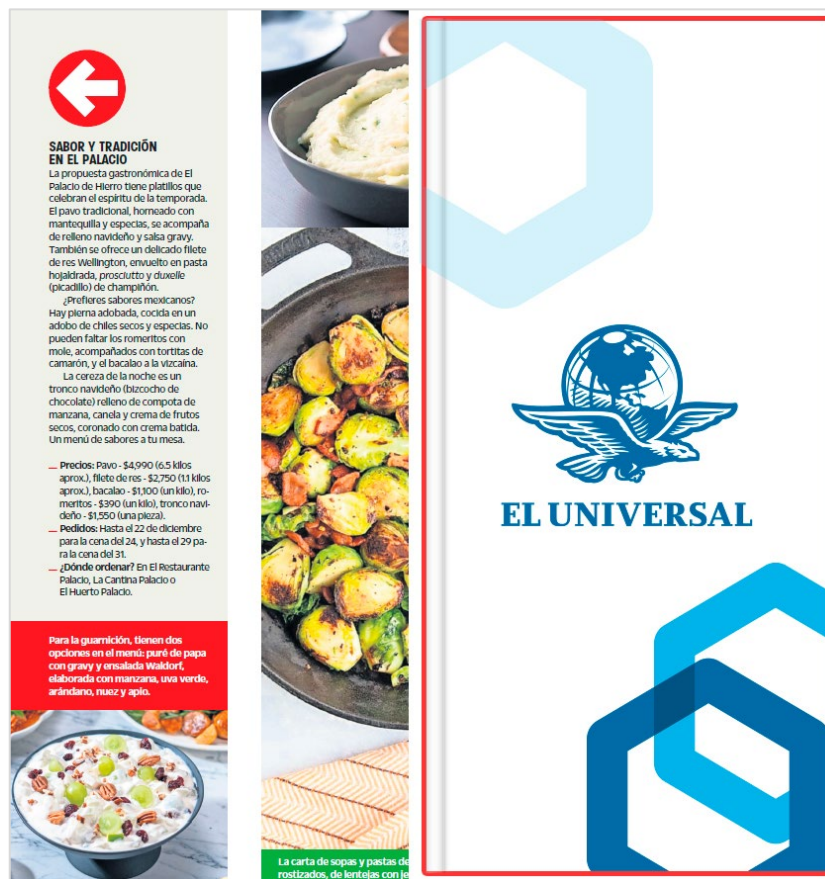 SABOR Y TRADICIÓN
EN EL PALACIO
La propuesta gastronómica de El
Palacio de Hierro tiene platillos que
celebran el espíritu de la temporada.
El pavo tradicional, horneado con
mantequilla y especias, se acompaña
de relleno navideño y salsa gravy.
También se ofrece un delicado filete
de res Wellington, envuelto en pasta
hojaldrada, prosciutto y duxelle
(picadillo) de champiñón.
¿Prefieres sabores mexicanos?
Hay pierna adobada, cocida en un
adobo de chiles secos y especias. No
pueden faltar los romeritos con
mole, acompañados con tortitas de
camarón, y el bacalao a la vizcaína.
La cereza de la noche es un
tronco navideño (bizcocho de
chocolate) relleno de compota de
manzana, canela y crema de frutos
secos, coronado con crema batida.
Un menú de sabores a tu mesa.
— Precios: Pavo - $4,990 (6.5 kilos
aprox.), filete de res - $2,750 (1.1 kilos
aprox.), bacalao - $1,100 (un kilo), ro-
meritos - $390 (un kilo), tronco navi-
deño - $1,550 (una pieza).
— Pedidos: Hasta el 22 de diciembre
para la cena del 24, y hasta el 29 pa-
ra la cena del 31.
— ¿Dónde ordenar? En El Restaurante
Palacio, La Cantina Palacio o
El Huerto Palacio.
Para la guarnición, tienen dos
opciones en el menú: puré de papa
con gravy y ensalada Waldorf,
elaborada con manzana, uva verde,
arándano, nuez y apio.
La carta de sopas y pastas de
rostizados, de lentejas con je
EL UNIVERSAL